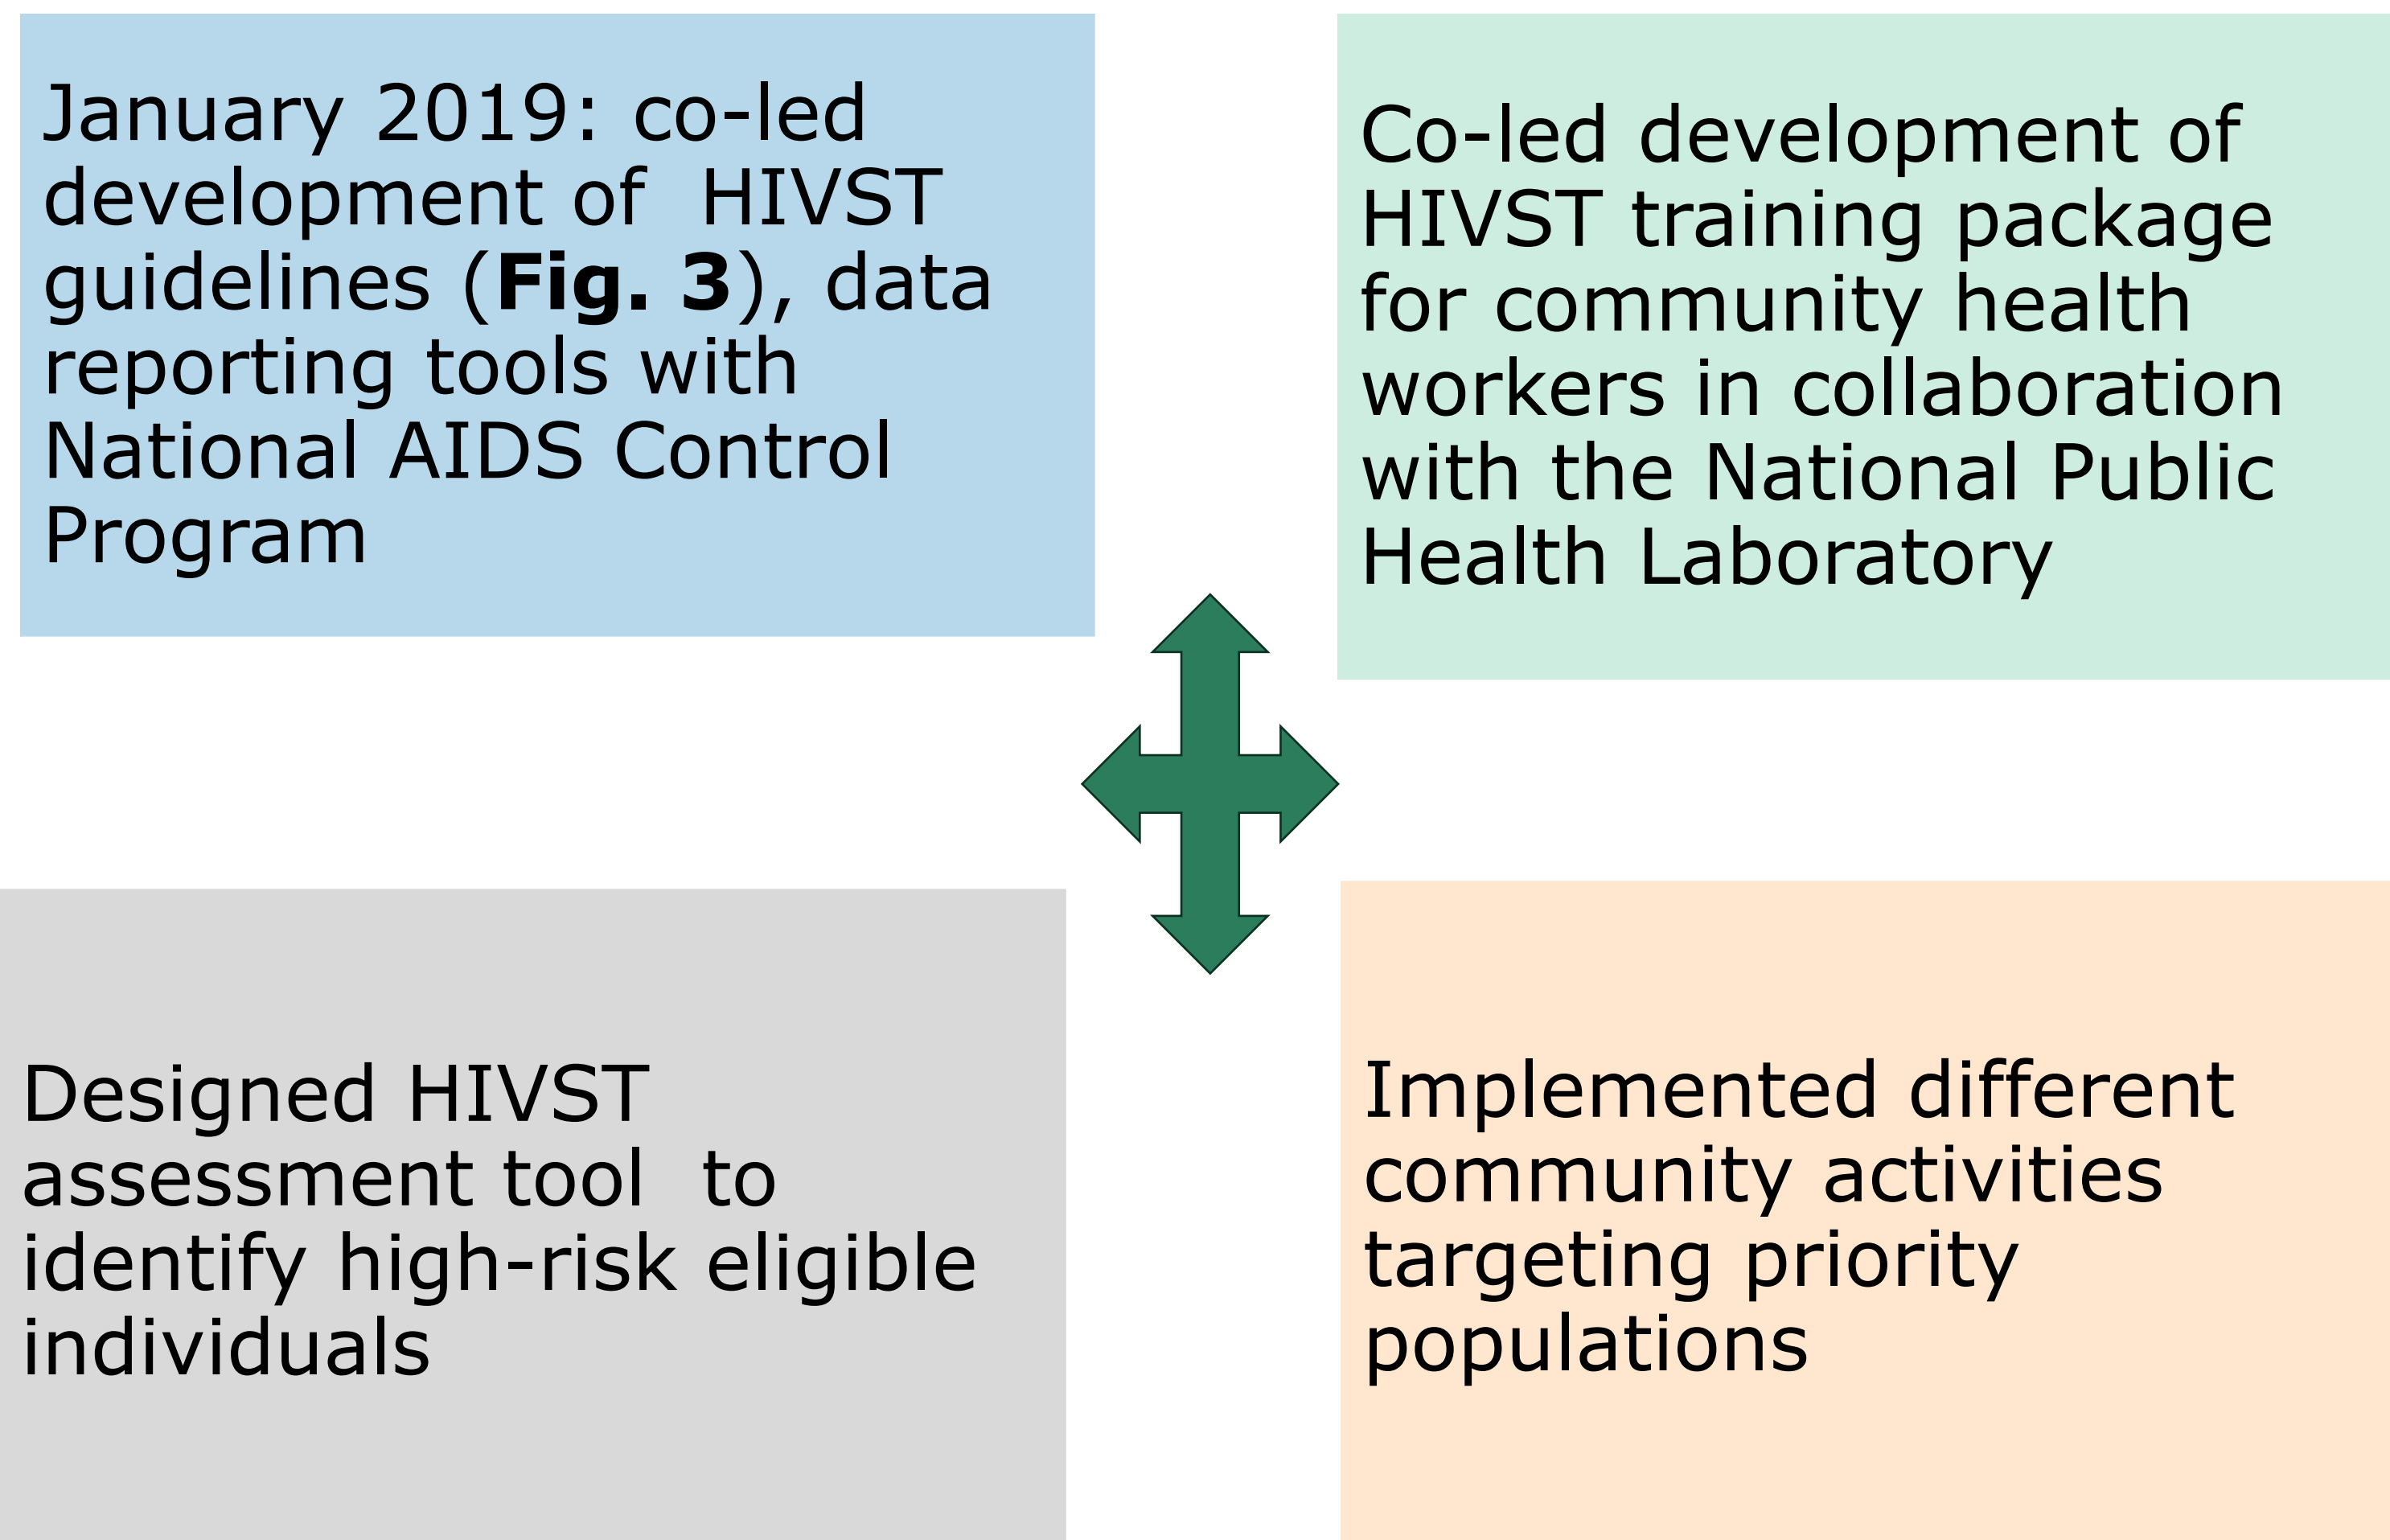 January 2019: co-led
development of  HIVST
guidelines (Fig. 3), data
reporting tools with
National AIDS Control
Program
Co-led development of
HIVST training package
for community health
workers in collaboration
with the National Public
Health Laboratory
Designed HIVST
assessment tool  to
identify high-risk eligible
individuals
Implemented different
community activities
targeting priority
populations